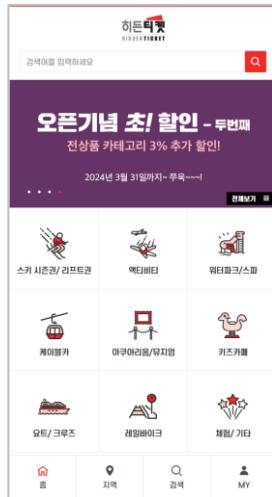 히든티켓
HIDDENTICKET
검색어를 입력하세요
오픈기념 초! 할인 - 두번째
전상품 카테고리 3% 추가 할인!
2024년 3월 31일까지~ 쭈욱~~~!
전체보기
스키 시즌권/ 리프트권
액티비티
워터파크/스파
케이블카
아쿠아리움/뮤지엄
키즈카페
요트/ 크루즈
레일바이크
체험/ 기타
홈
지역
검색
MY